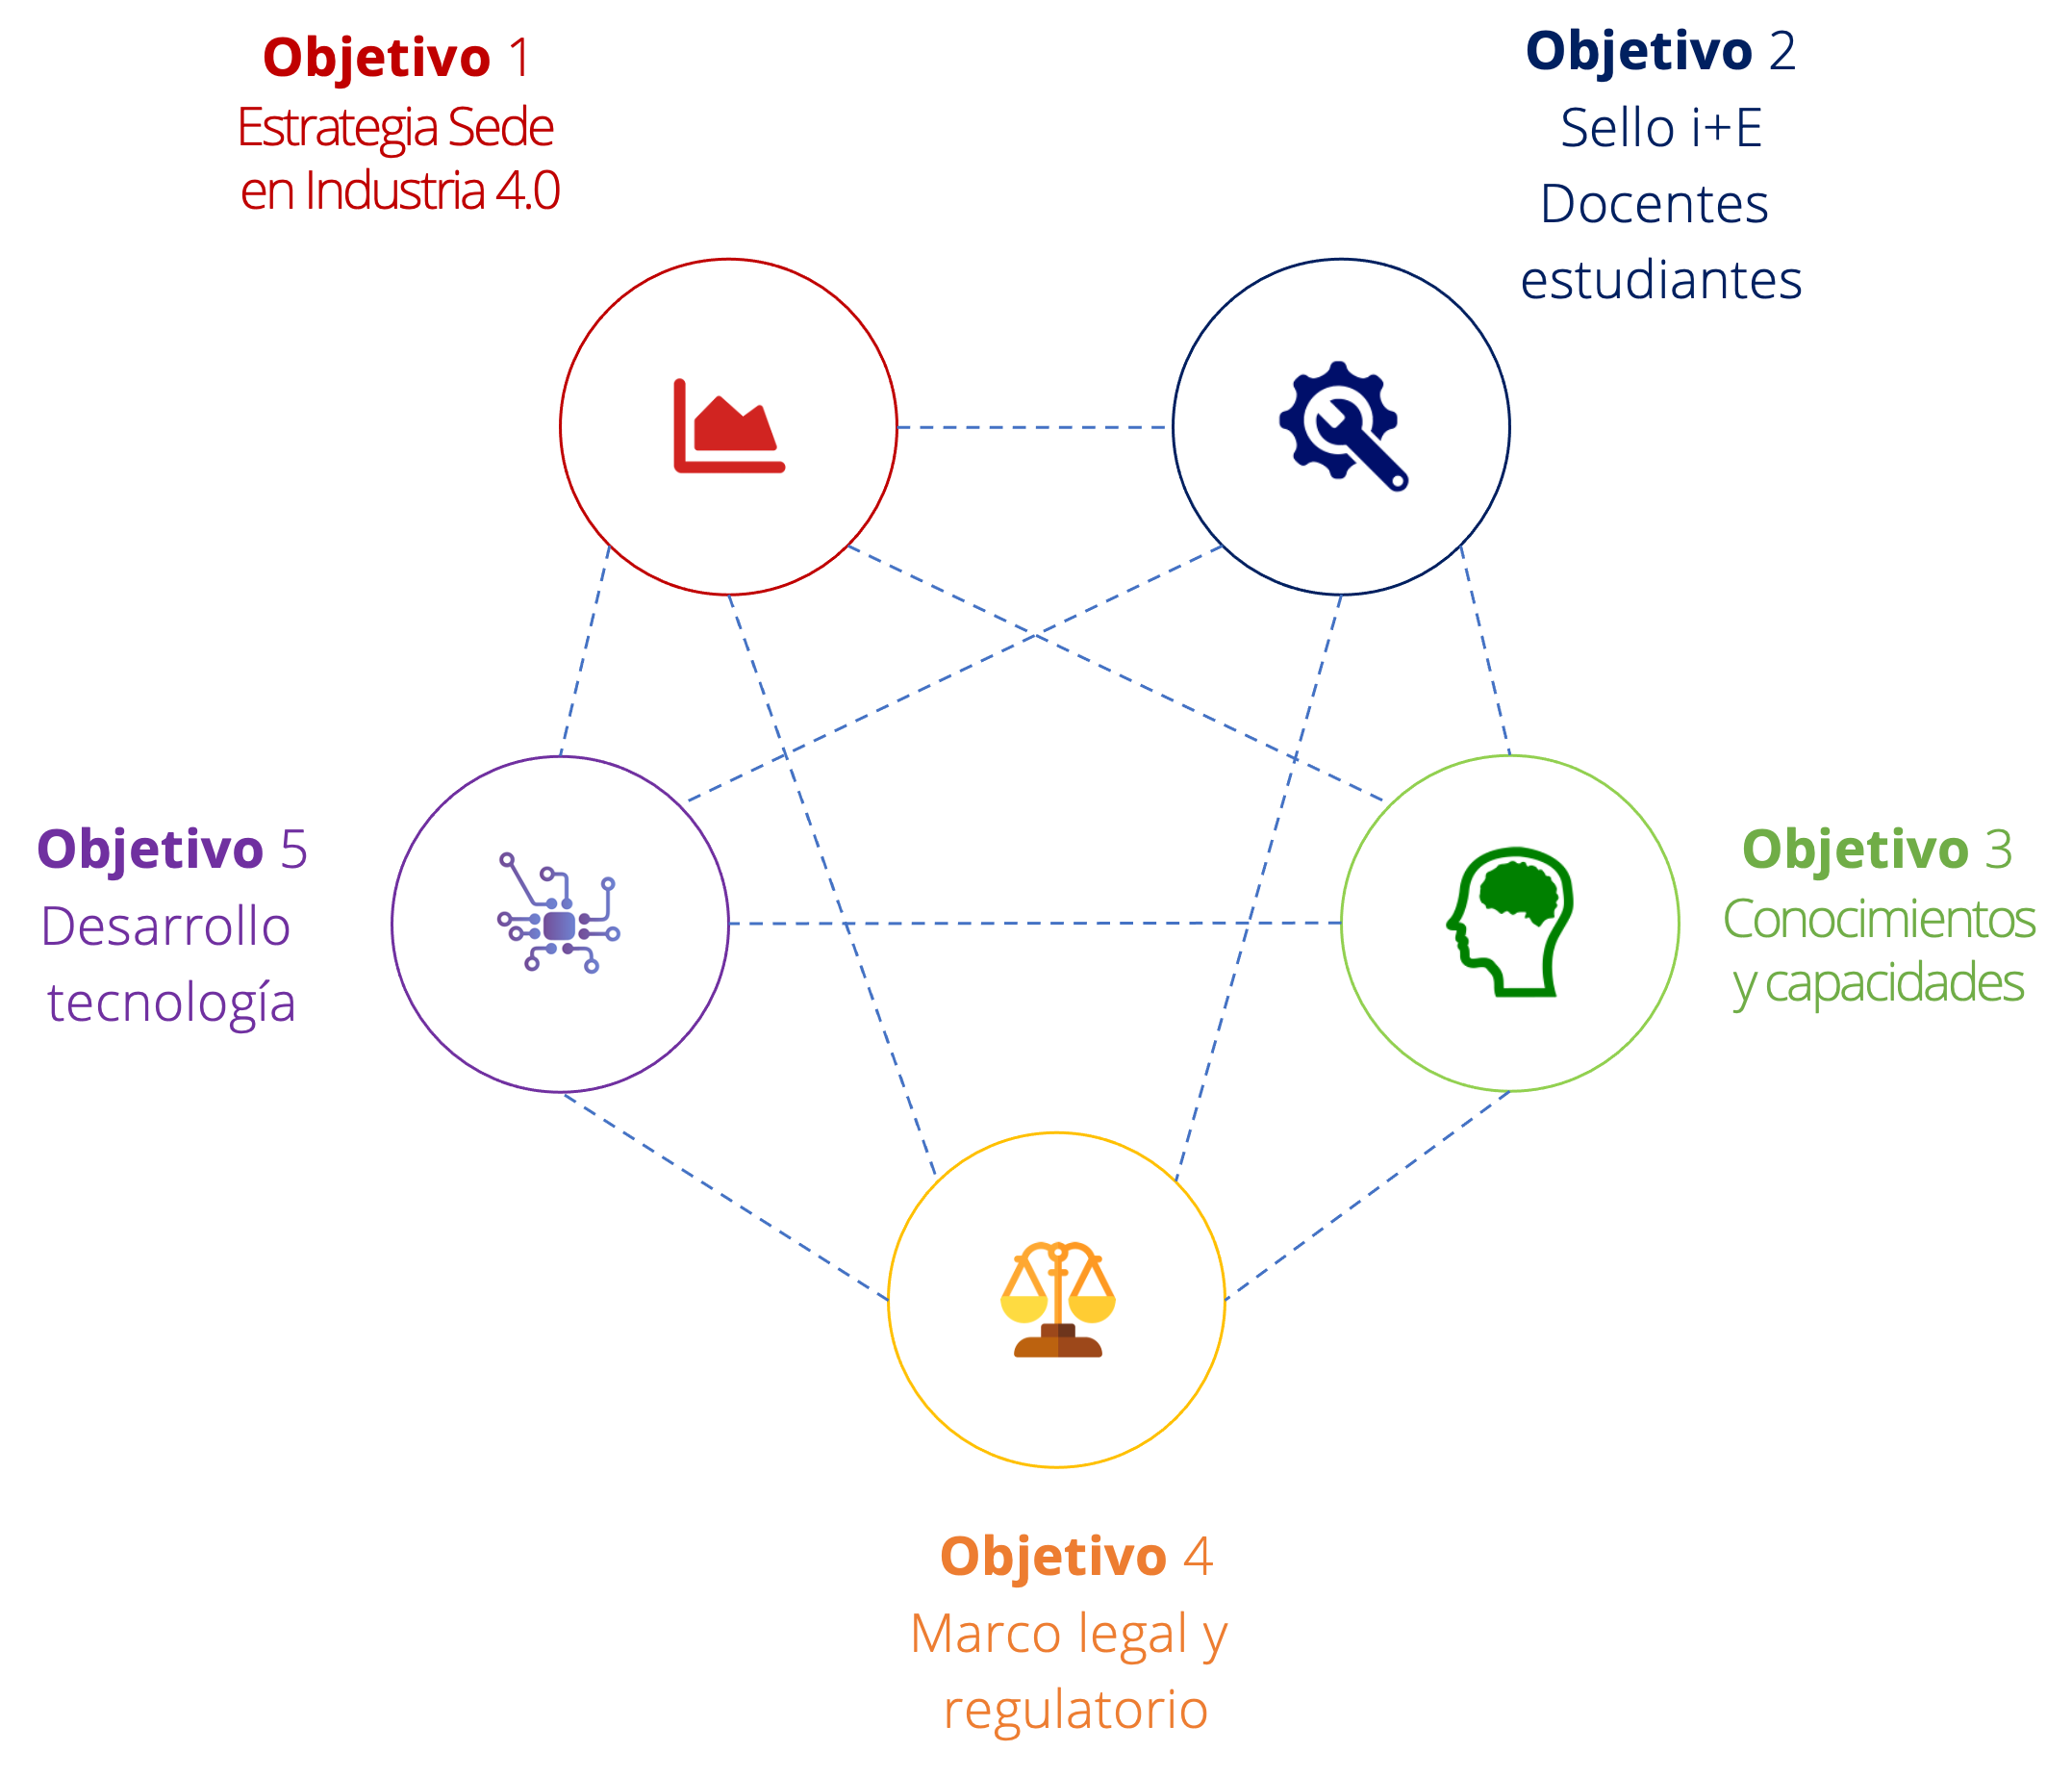 Objetivo 1
Estrategia Sede
en Industria 4.0
Objetivo 2
Sello i+E
Docentes
estudiantes
Objetivo 5
Desarrollo
tecnología
Objetivo 3
Conocimientos
y capacidades
Objetivo 4
Marco legal y
regulatorio